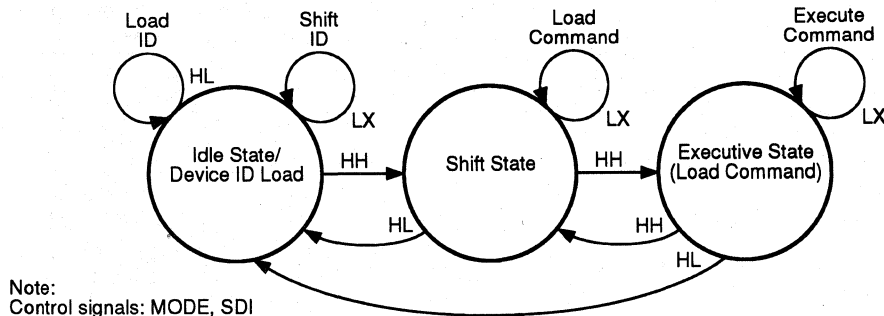 Load
ID
Shift
ID
Load
Command
Execute
Command
HL
LX
LX
LX
Idle State/
Device ID Load
HH
Shift State
HH
Executive State
(Load Command)
HL
HH
HL
Note:
Control signals: MODE, SDI